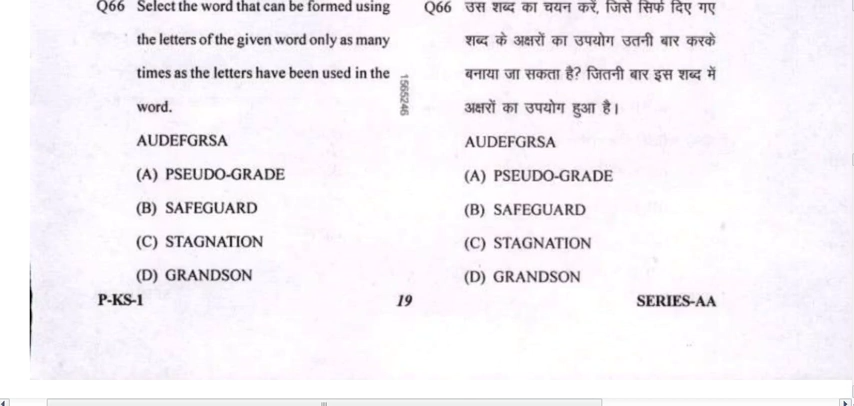 Q66 Select the word that can be formed using
the letters of the given word only as many
times as the letters have been used in the
word.
AUDEFGRSA
(A) PSEUDO-GRADE
(B) SAFEGUARD
(C) STAGNATION
(D) GRANDSON
1565246
Q66 उस शब्द का चयन करें, जिसे सिर्फ दिए गए
शब्द के अक्षरों का उपयोग उतनी बार करके
बनाया जा सकता है? जितनी बार इस शब्द में
अक्षरों का उपयोग हुआ है।
AUDEFGRSA
(A) PSEUDO-GRADE
(B) SAFEGUARD
(C) STAGNATION
(D) GRANDSON
P-KS-1 19 SERIES-AA